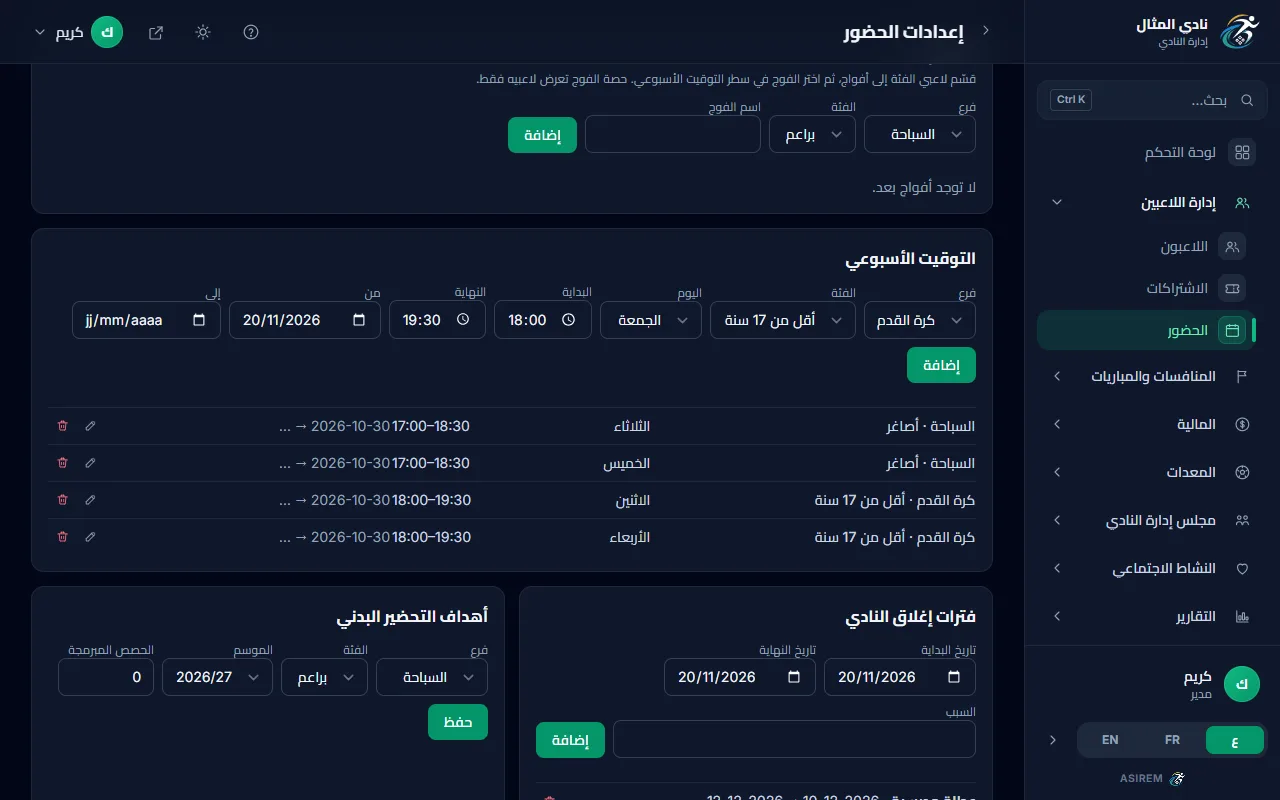 نادي المثال
إدارة النادي
بحث...
Ctrl K
لوحة التحكم
إدارة اللاعبين
اللاعبون
الاشتراكات
الحضور
المنافسات والمباريات
المالية
المعدات
مجلس إدارة النادي
النشاط الاجتماعي
التقارير
ك
كريم
مدير
ع
FR
EN
ASIREM
إعدادات الحضور
ك
كريم
قسّم لاعبي الفئة إلى أفواج، ثم اختر الفوج في سطر التوقيت الأسبوعي. حصة الفوج تعرض لاعبيه فقط.
فرع الفئة اسم الفوج
السباحة براعم إضافة
لا توجد أفواج بعد.
التوقيت الأسبوعي
فرع الفئة اليوم البداية النهاية من إلى
كرة القدم أقل من 17 سنة الجمعة 18:00 19:30 20/11/2026 jj/mm/aaaa
إضافة
السباحة · أصاغر الثلاثاء 17:00–18:30 2026-10-30 → ...
السباحة · أصاغر الخميس 17:00–18:30 2026-10-30 → ...
كرة القدم · أقل من 17 سنة الاثنين 18:00–19:30 2026-10-30 → ...
كرة القدم · أقل من 17 سنة الأربعاء 18:00–19:30 2026-10-30 → ...
فترات إغلاق النادي
تاريخ البداية تاريخ النهاية
20/11/2026 20/11/2026
السبب
إضافة
أهداف التحضير البدني
فرع الفئة الموسم الحصص المبرمجة
السباحة براعم 2026/27 0
حفظ